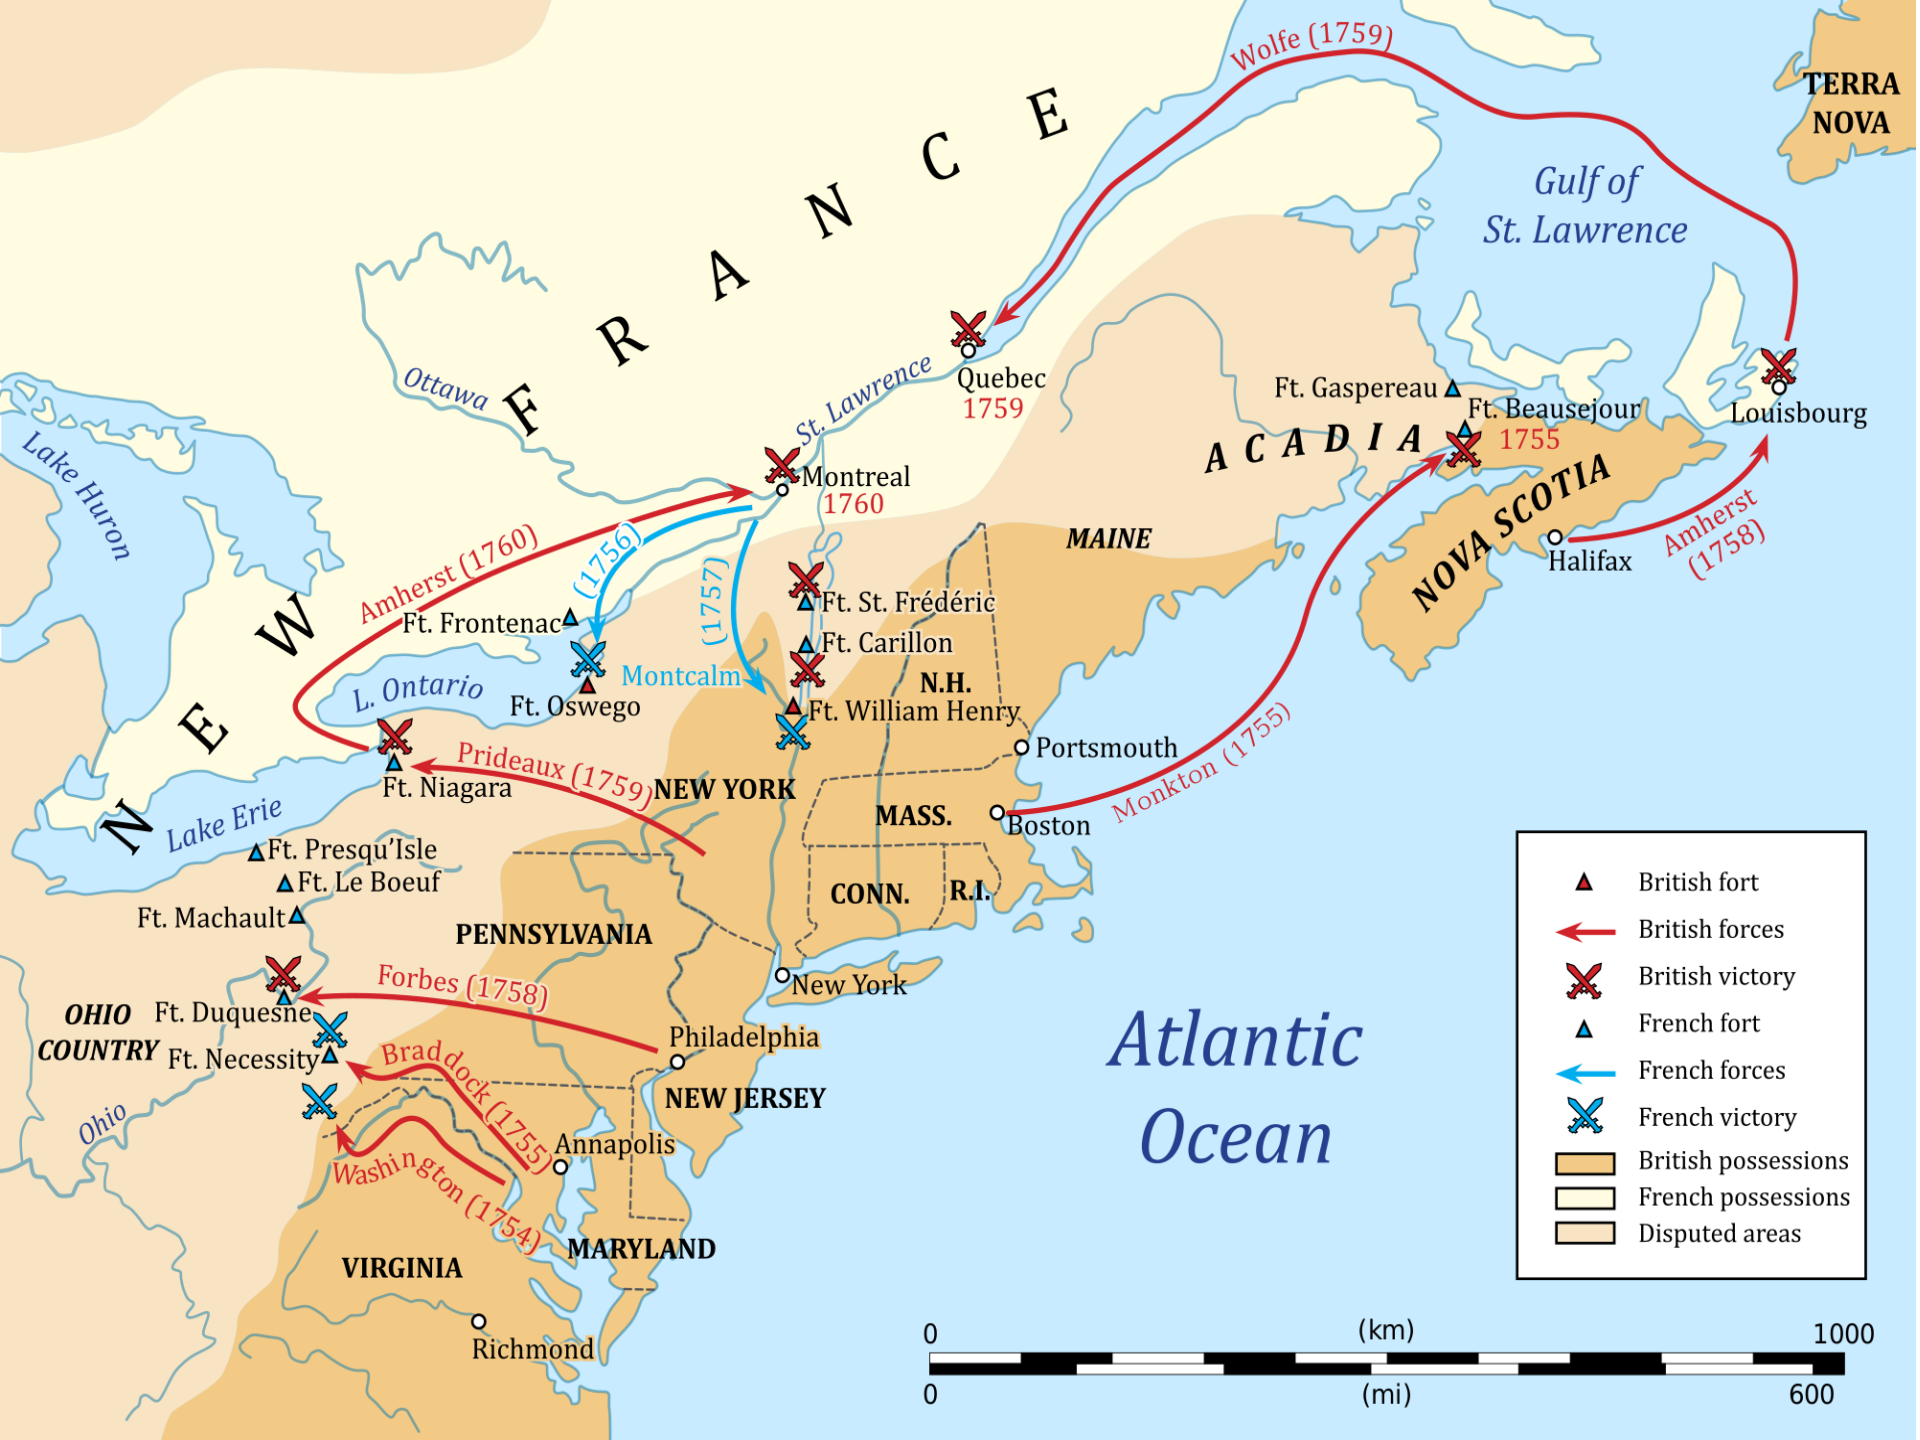 Wolfe (1759)
TERRA
NOVA
NEW FRANCE
Gulf of
St. Lawrence
Ottawa
St. Lawrence
Quebec
1759
Ft. Gaspereau
Ft. Beausejour
1755
Louisbourg
ACADIA
Lake Huron
Montreal
1760
NOVA SCOTIA
Amherst
(1758)
Halifax
MAINE
Amherst (1760)
(1756)
(1757)
Ft. Frontenac
Ft. St. Frédéric
Ft. Carillon
Montcalm
L. Ontario
Ft. Oswego
N.H.
Ft. William Henry
Portsmouth
Prideaux (1759)
Ft. Niagara
NEW YORK
Monkton (1755)
MASS.
Boston
Lake Erie
Ft. Presqu’Isle
Ft. Le Boeuf
Ft. Machault
CONN.
R.I.
PENNSYLVANIA
New York
Forbes (1758)
OHIO
COUNTRY
Ft. Duquesne
Ft. Necessity
Philadelphia
Braddock (1755)
NEW JERSEY
Ohio
Annapolis
Washington (1754)
MARYLAND
VIRGINIA
Richmond
Atlantic
Ocean
British fort
British forces
British victory
French fort
French forces
French victory
British possessions
French possessions
Disputed areas
0 (km) 1000
0 (mi) 600